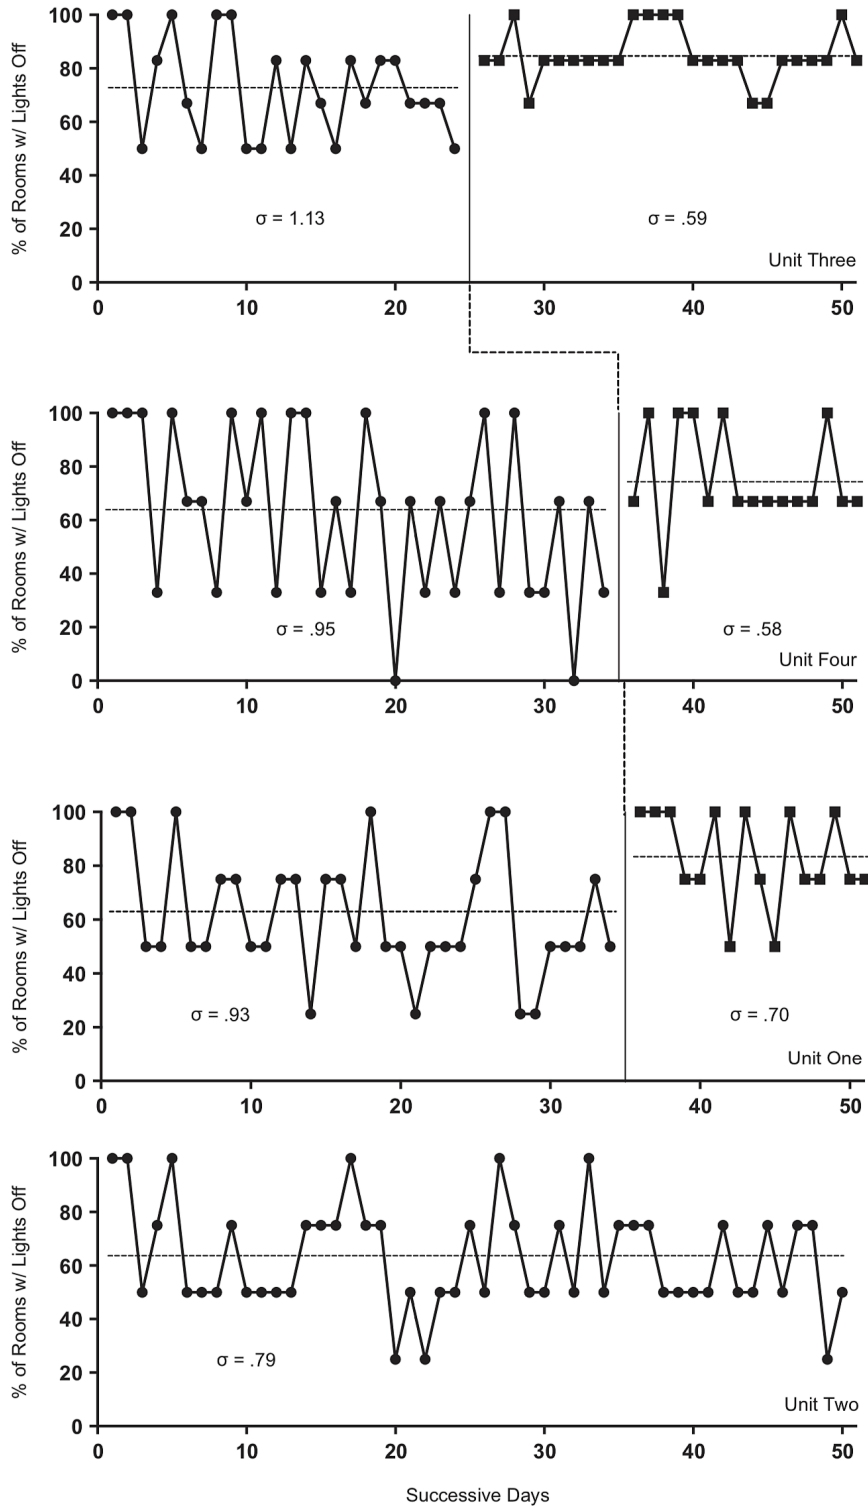 % of Rooms w/ Lights Off
100
80
60
40
20
0
σ = 1.13
σ = .59
Unit Three
0 10 20 30 40 50
% of Rooms w/ Lights Off
100
80
60
40
20
0
σ = .95
σ = .58
Unit Four
0 10 20 30 40 50
% of Rooms w/ Lights Off
100
80
60
40
20
0
σ = .93
σ = .70
Unit One
0 10 20 30 40 50
% of Rooms w/ Lights Off
100
80
60
40
20
0
σ = .79
Unit Two
0 10 20 30 40 50
Successive Days